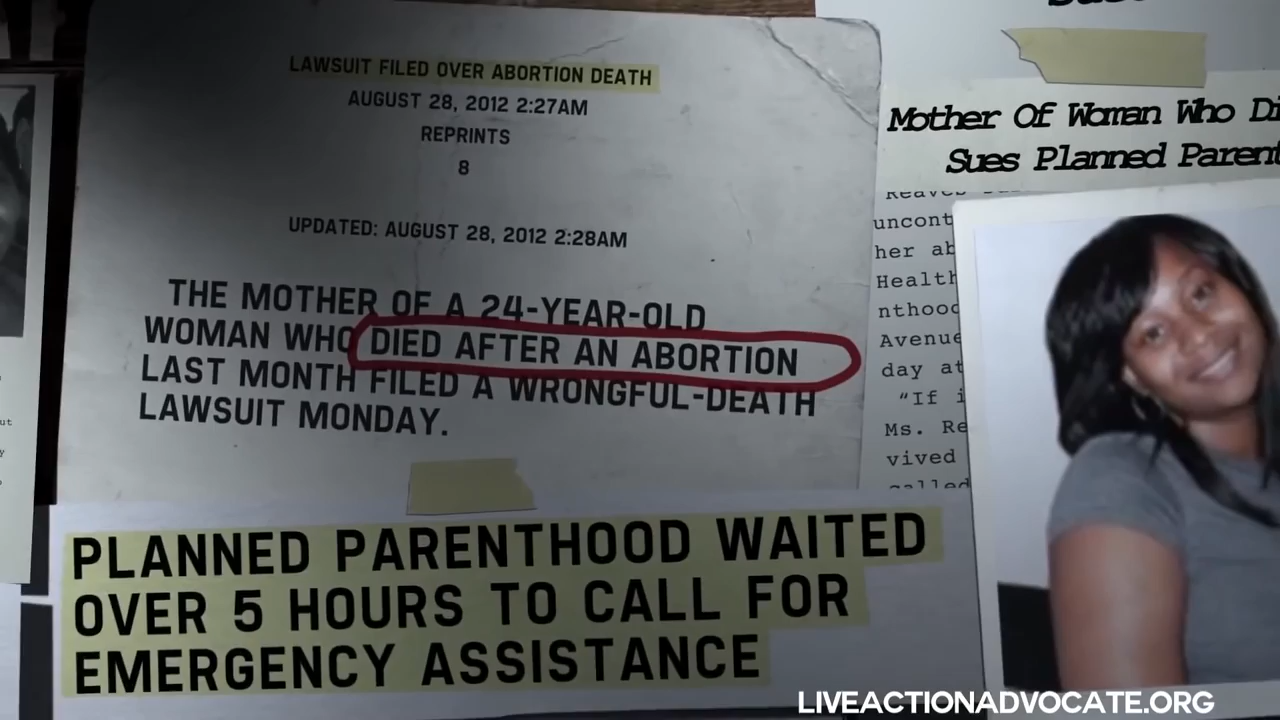 LAWSUIT FILED OVER ABORTION DEATH
AUGUST 28, 2012 2:27AM
REPRINTS
8
UPDATED: AUGUST 28, 2012 2:28AM
THE MOTHER OF A 24-YEAR-OLD
WOMAN WHO DIED AFTER AN ABORTION
LAST MONTH FILED A WRONGFUL-DEATH
LAWSUIT MONDAY.
PLANNED PARENTHOOD WAITED
OVER 5 HOURS TO CALL FOR
EMERGENCY ASSISTANCE
Mother Of Woman Who Di
Sues Planned Parent
uncont
her ab
Health
nthood
Avenue
day at
"If i
Ms. Re
vived
called
LIVEACTIONADVOCATE.ORG